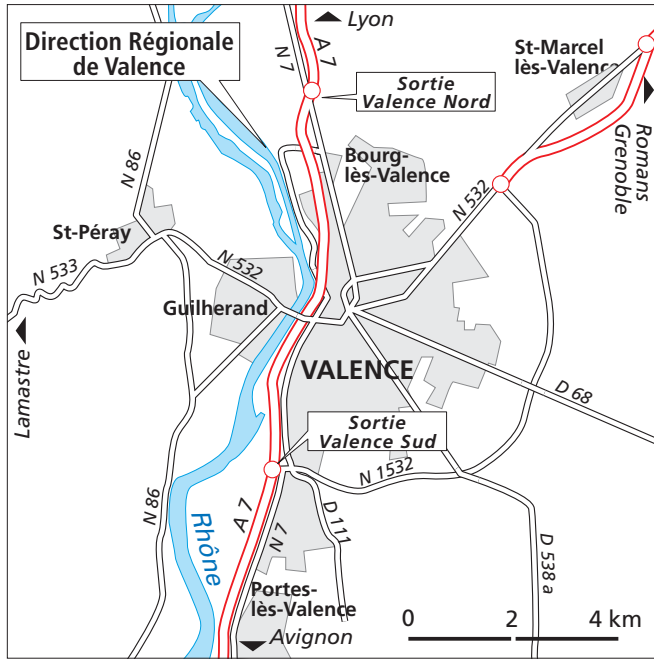 Lyon
Direction Régionale
de Valence
N 7
A 7
St-Marcel
lès-Valence
Sortie
Valence Nord
Romans
Grenoble
N 86
Bourg-
lès-Valence
N 532
St-Péray
N 533
N 532
Guilherand
Lamastre
VALENCE
D 68
Sortie
Valence Sud
N 1532
N 86
Rhône
A 7
N 7
D 111
D 538 a
Portes-
lès-Valence
Avignon
0 2 4 km